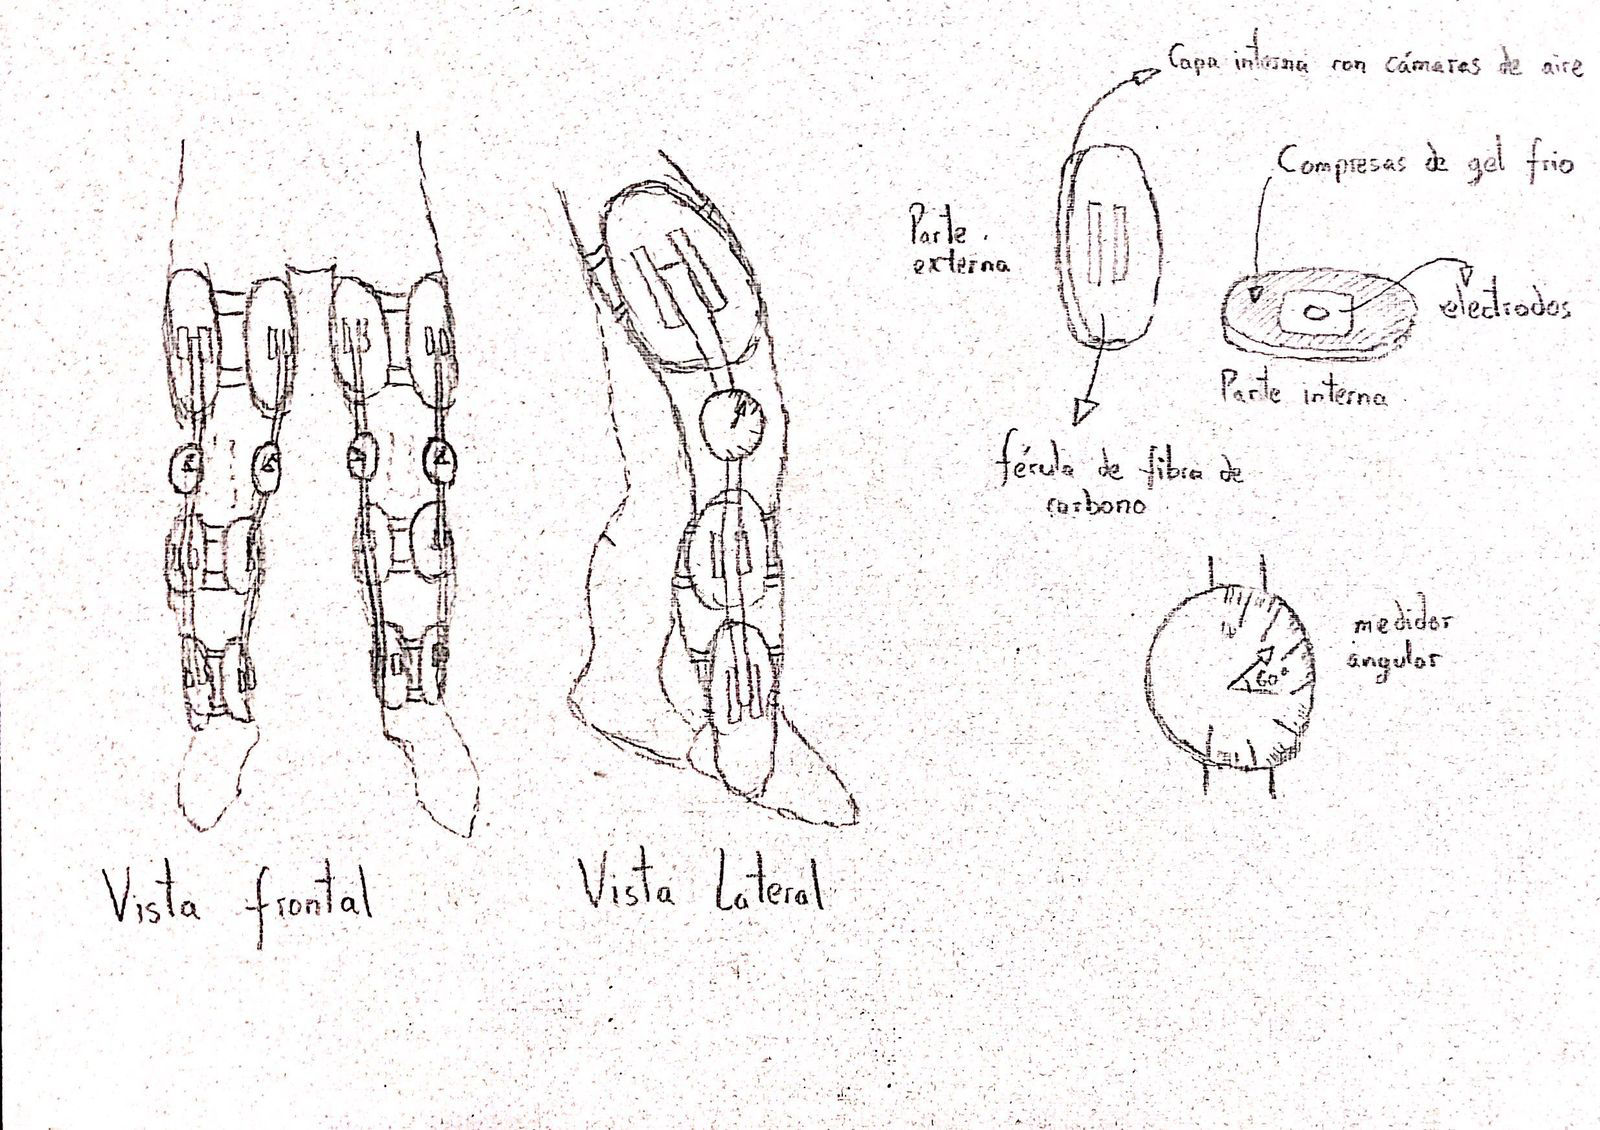 Capa interna con cámaras de aire
Compresas de gel frio
Parte
externa
electrodos
Parte interna
férula de fibra de
carbono
medidor
angular
60°
Vista frontal
Vista Lateral